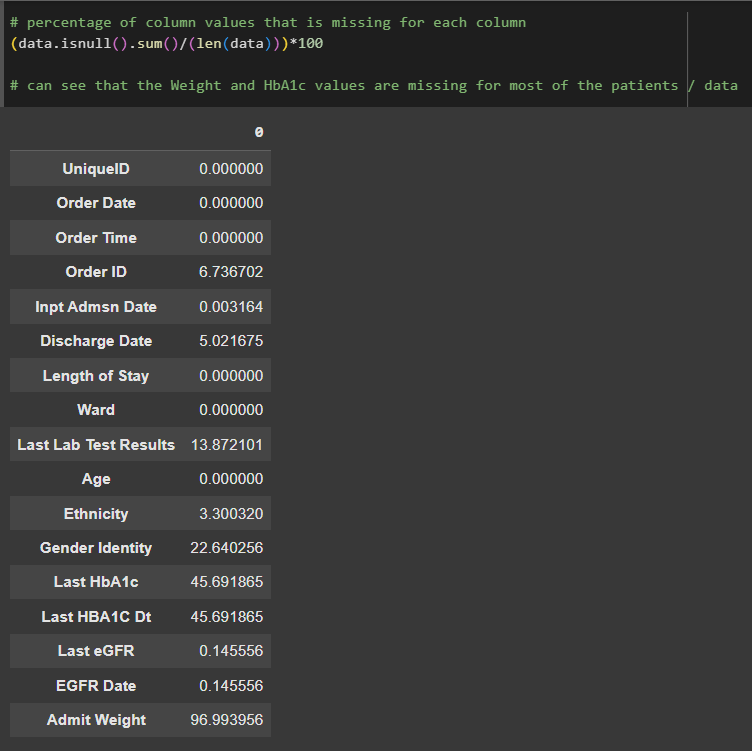 # percentage of column values that is missing for each column
(data.isnull().sum()/(len(data)))*100
# can see that the Weight and HbA1c values are missing for most of the patients / data
0
UniqueID 0.000000
Order Date 0.000000
Order Time 0.000000
Order ID 6.736702
Inpt Admsn Date 0.003164
Discharge Date 5.021675
Length of Stay 0.000000
Ward 0.000000
Last Lab Test Results 13.872101
Age 0.000000
Ethnicity 3.300320
Gender Identity 22.640256
Last HbA1c 45.691865
Last HBA1C Dt 45.691865
Last eGFR 0.145556
EGFR Date 0.145556
Admit Weight 96.993956